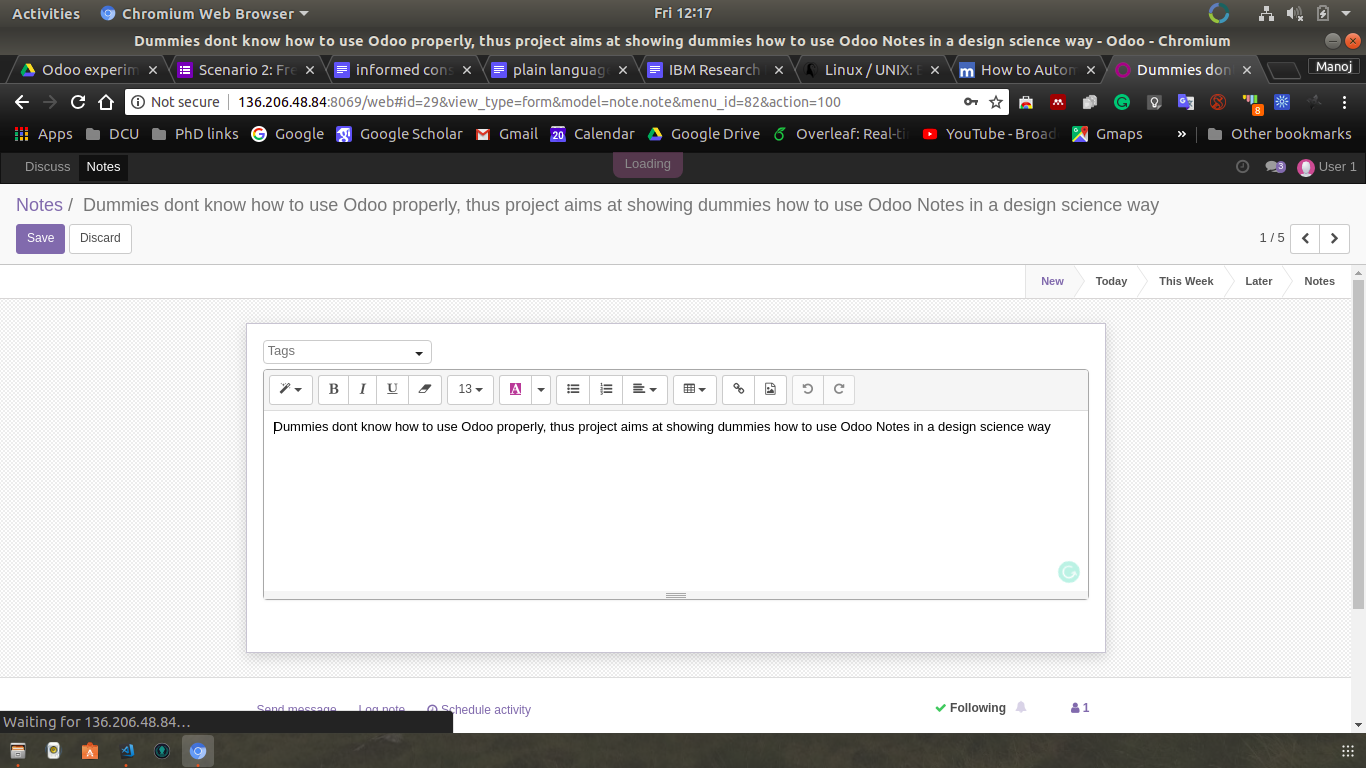 Activities Chromium Web Browser Fri 12:17
Dummies dont know how to use Odoo properly, thus project aims at showing dummes how to use Odoo Notes in a design science way - Odoo - Chromium
Odoo experim Scenario 2: Fre informed cons plain language IBM Research Linux / UNIX: How to Autom Dummies don Manoj
Not secure 136.206.48.84:8069/web#id=29&view_type=form&model=note.note&menu_id=82&action=100 8
Apps DCU PhD links Google Google Scholar Gmail 20 Calendar Google Drive Overleaf: Real-ti YouTube - Broad Gmaps » Other bookmarks
Discuss Notes Loading 3 User 1
Notes / Dummies dont know how to use Odoo properly, thus project aims at showing dummies how to use Odoo Notes in a design science way
Save Discard 1 / 5
New Today This Week Later Notes
Tags
B I U 13 A
Dummies dont know how to use Odoo properly, thus project aims at showing dummies how to use Odoo Notes in a design science way
Send message Log note Schedule activity Following 1
Waiting for 136.206.48.84…